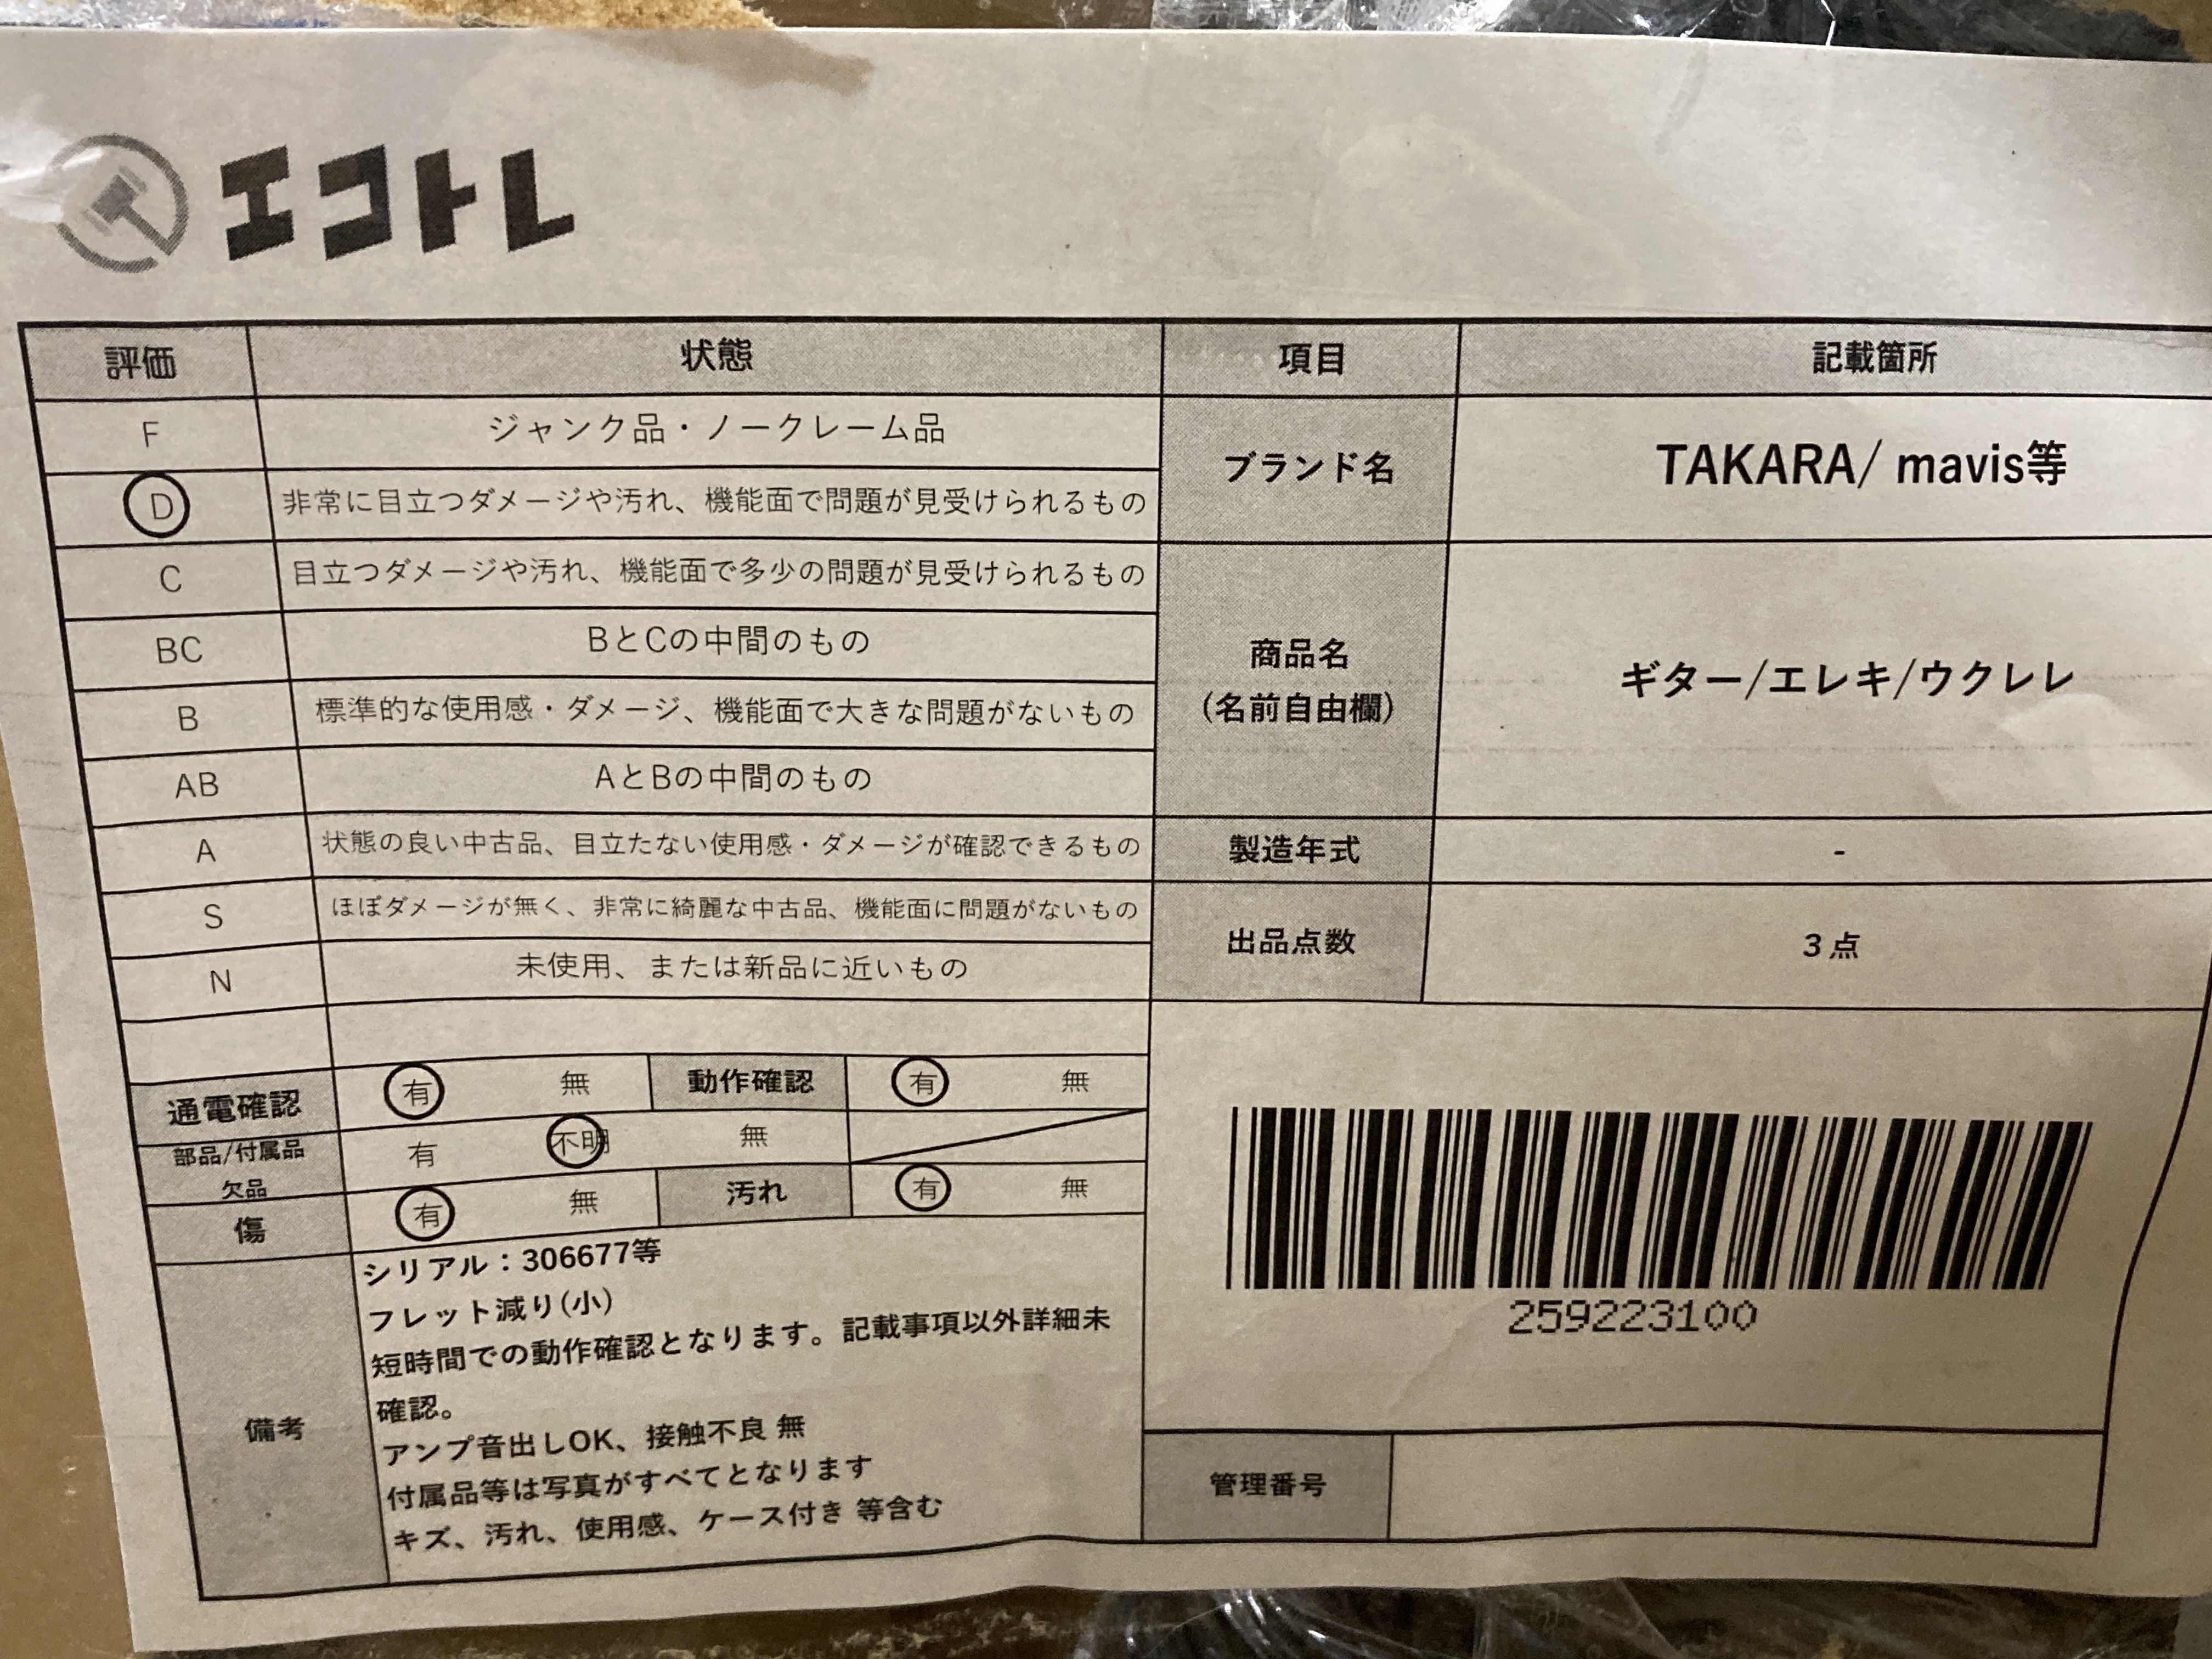 エコトレ
評価 状態 項目 記載箇所
F ジャンク品・ノークレーム品
D 非常に目立つダメージや汚れ、機能面で問題が見受けられるもの
ブランド名 TAKARA/ mavis等
C 目立つダメージや汚れ、機能面で多少の問題が見受けられるもの
BC BとCの中間のもの
B 標準的な使用感・ダメージ、機能面で大きな問題がないもの
AB AとBの中間のもの
商品名
(名前自由欄)
ギター/エレキ/ウクレレ
A 状態の良い中古品、目立たない使用感・ダメージが確認できるもの
製造年式 -
S ほぼダメージが無く、非常に綺麗な中古品、機能面に問題がないもの
N 未使用、または新品に近いもの
出品点数 3点
通電確認 有 無 動作確認 有 無
部品/付属品
欠品
有 不明 無
傷 有 無 汚れ 有 無
備考
シリアル：306677等
フレット減り(小)
短時間での動作確認となります。記載事項以外詳細未
確認。
アンプ音出しOK、接触不良 無
付属品等は写真がすべてとなります
キズ、汚れ、使用感、ケース付き 等含む
259223100
管理番号